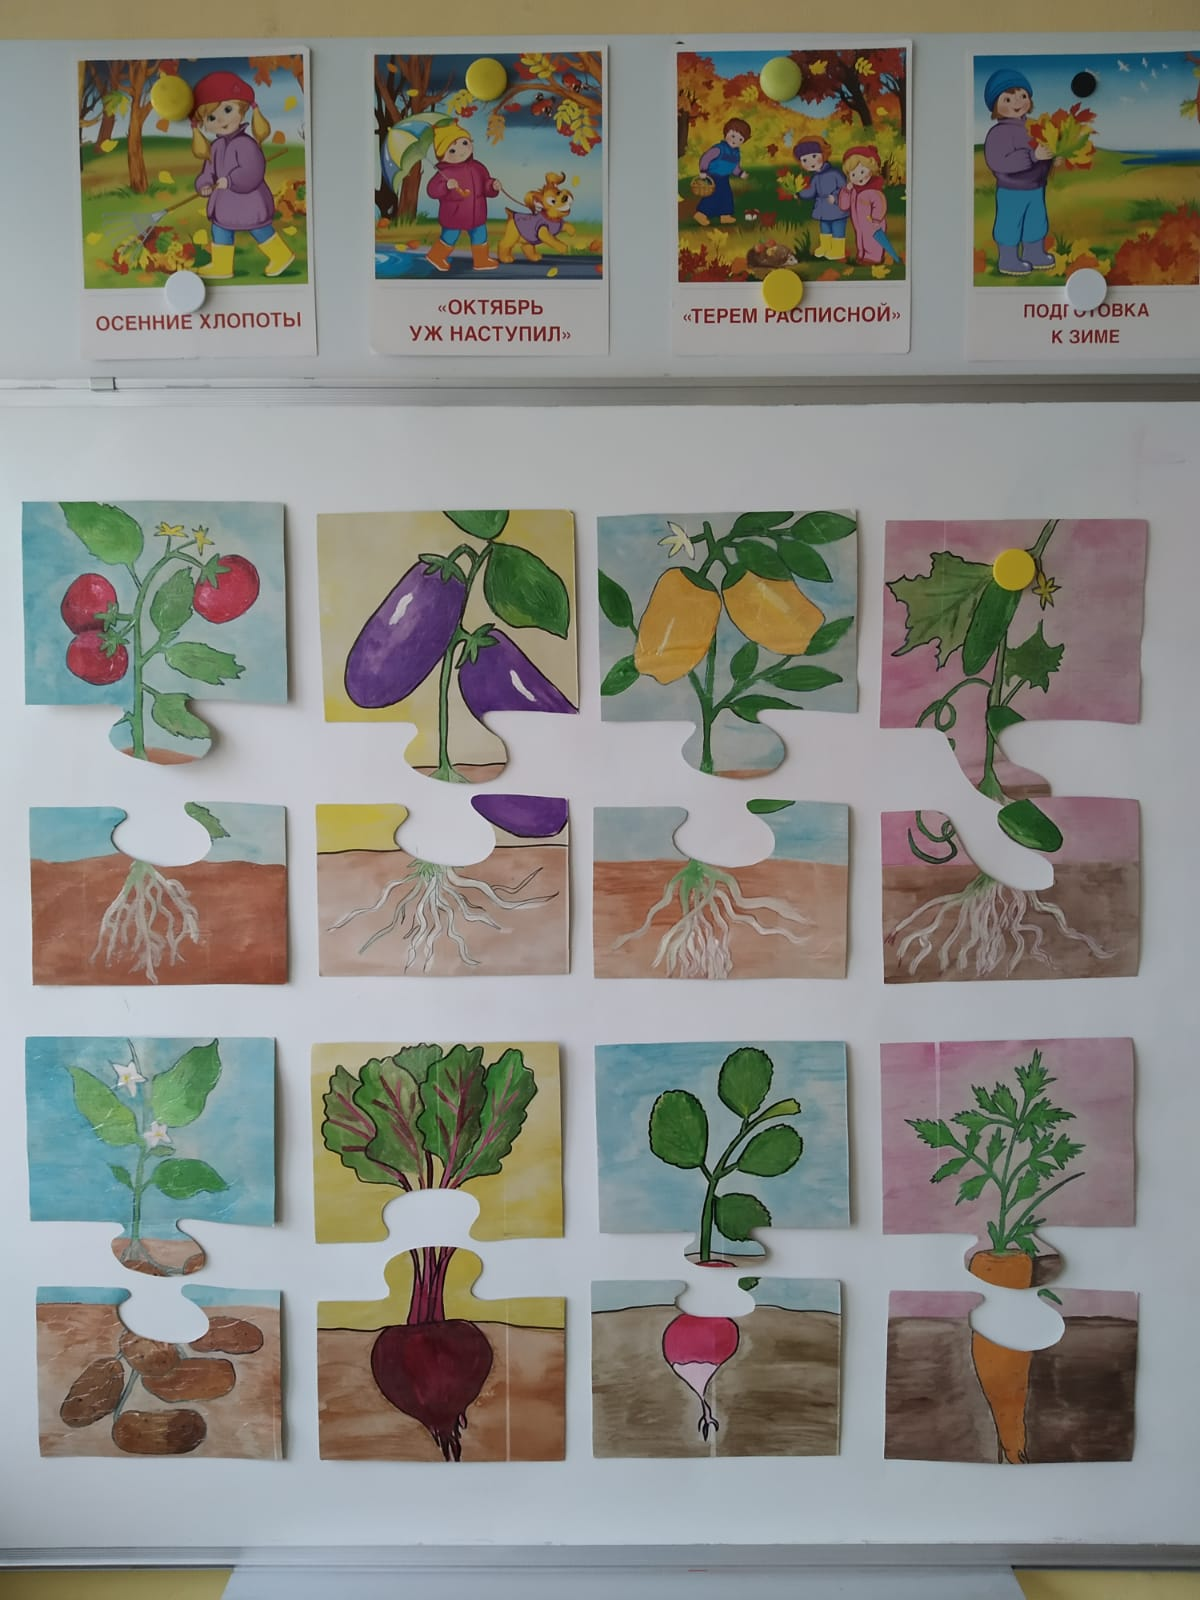 ОСЕННИЕ ХЛОПОТЫ
«ОКТЯБРЬ
УЖ НАСТУПИЛ»
«ТЕРЕМ РАСПИСНОЙ»
ПОДГОТОВКА
К ЗИМЕ